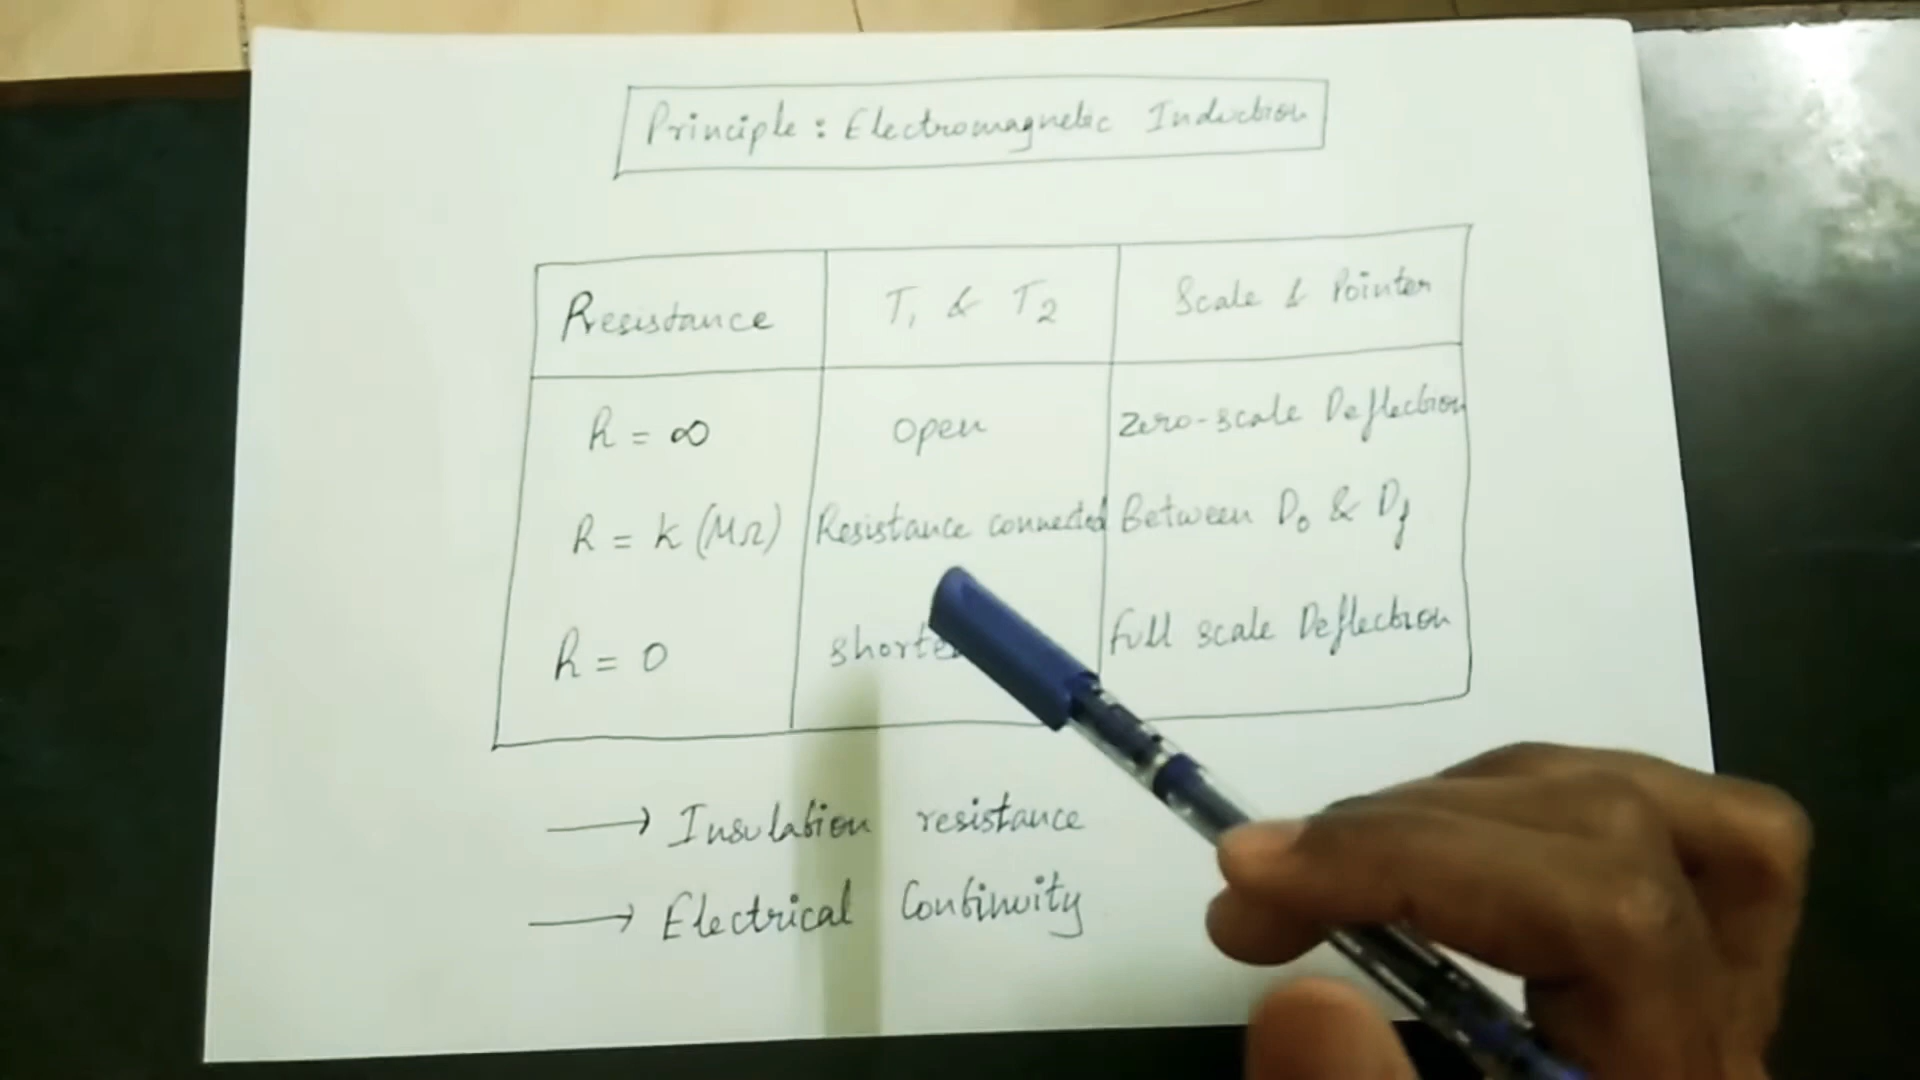 Principle : Electromagnetic Induction
Resistance T1 & T2 Scale & Pointer
R = ∞ Open Zero-scale Deflection
R = k (MΩ) Resistance connected Between D0 & Df
R = 0 shorte Full scale Deflection
→ Insulation resistance
→ Electrical Continuity